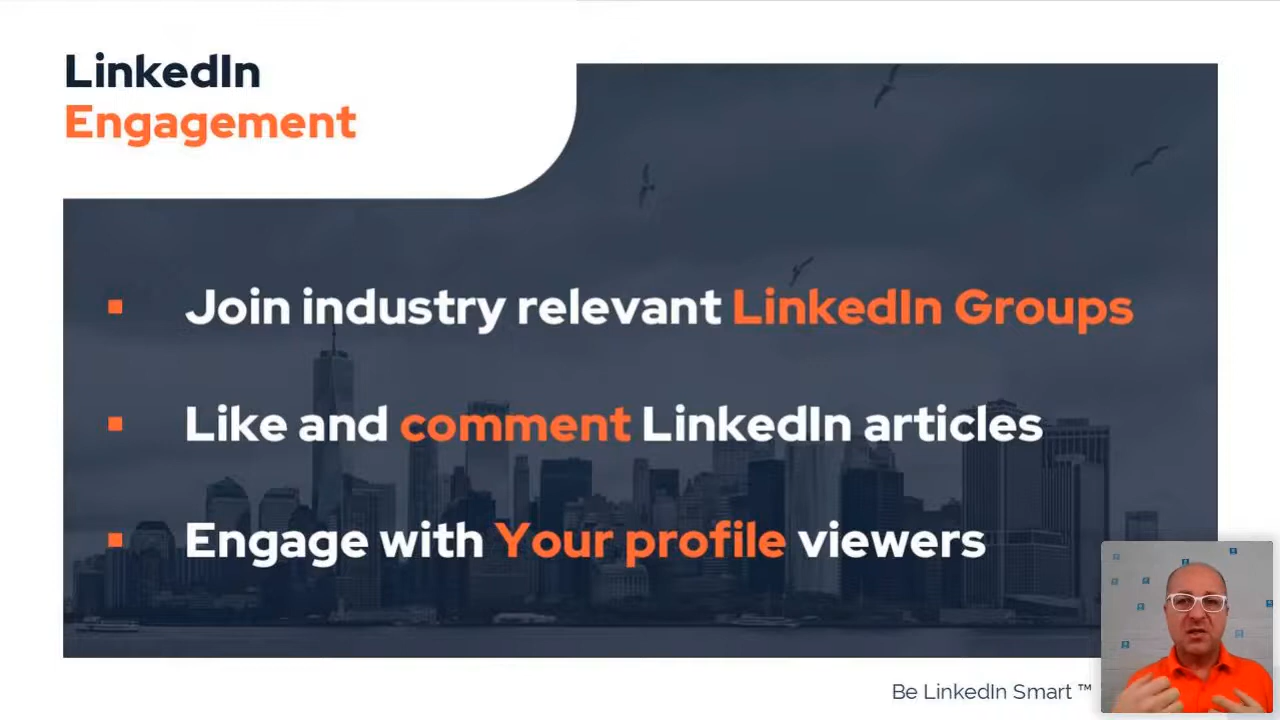 LinkedIn
Engagement
Join industry relevant LinkedIn Groups
Like and comment LinkedIn articles
Engage with Your profile viewers
Be LinkedIn Smart ™